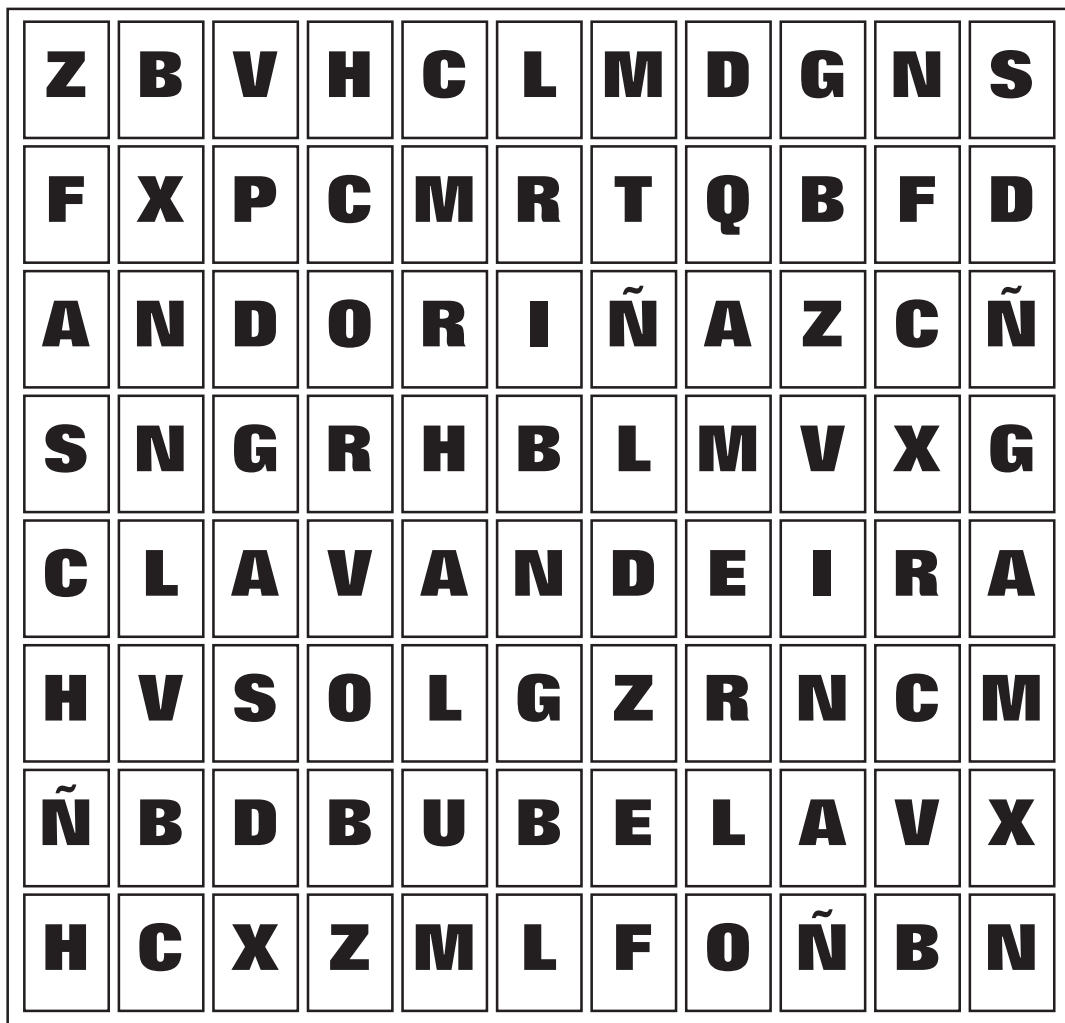 Z B V H C L M D G N S
F X P C M R T Q B F D
A N D O R I Ñ A Z C Ñ
S N G R H B L M V X G
C L A V A N D E I R A
H V S O L G Z R N C M
Ñ B D B U B E L A V X
H C X Z M L F O Ñ B N